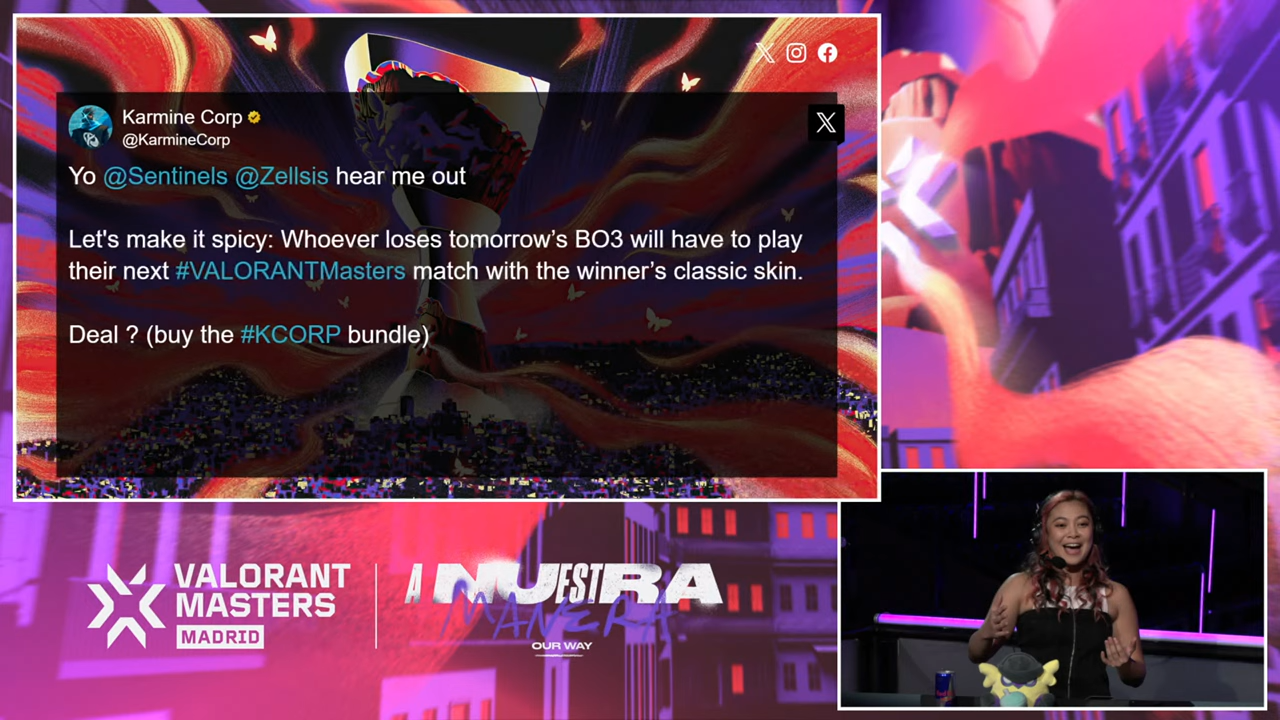 Karmine Corp
@KarmineCorp
Yo @Sentinels @Zellsis hear me out
Let's make it spicy: Whoever loses tomorrow's BO3 will have to play
their next #VALORANTMasters match with the winner's classic skin.
Deal ? (buy the #KCORP bundle)
VALORANT
MASTERS
MADRID
A NUESTRA
MANERA
OUR WAY